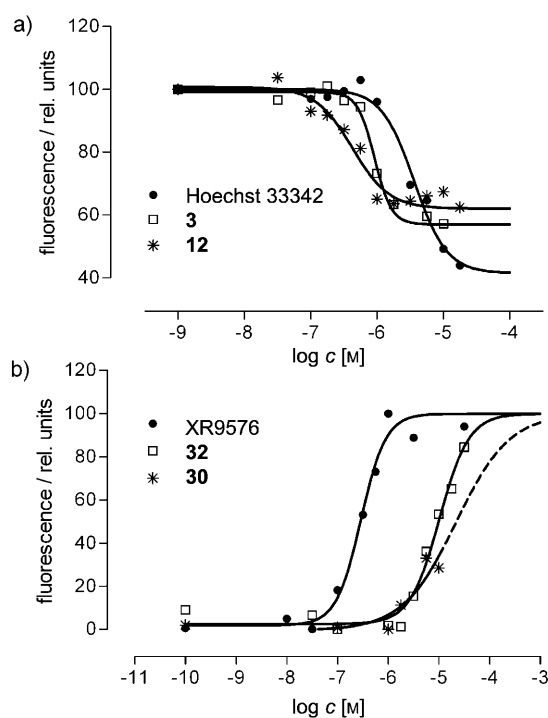 a)
fluorescence / rel. units
120
100
80
60
40
Hoechst 33342
3
12
-9 -8 -7 -6 -5 -4
log c [M]
b)
fluorescence / rel. units
120
100
80
60
40
20
0
XR9576
32
30
-11 -10 -9 -8 -7 -6 -5 -4 -3
log c [M]